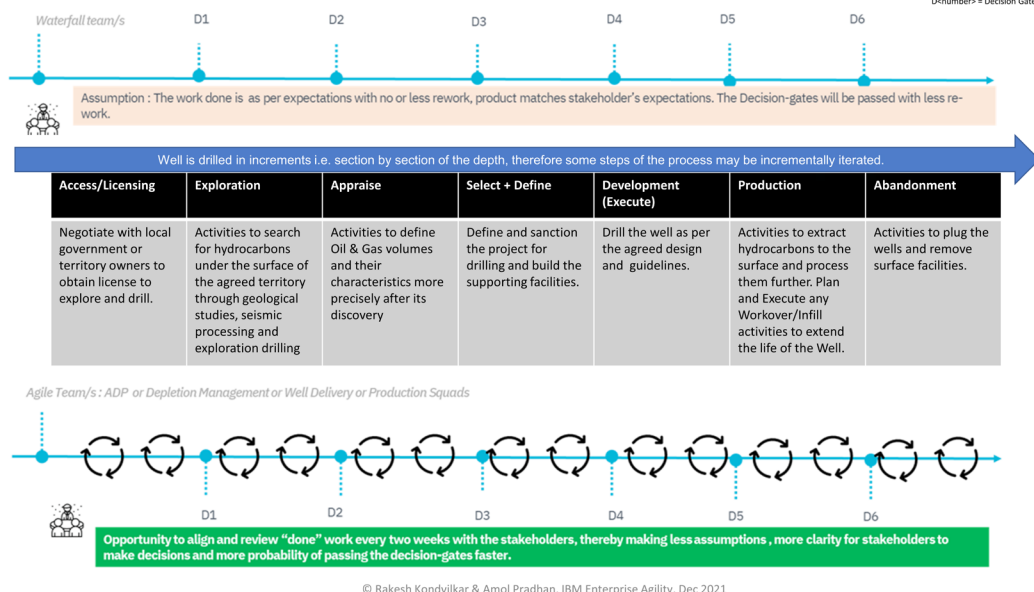 D<number> = Decision Gate
Waterfall team/s
D1
D2
D3
D4
D5
D6
Assumption : The work done is as per expectations with no or less rework, product matches stakeholder's expectations. The Decision-gates will be passed with less re-
work.
Well is drilled in increments i.e. section by section of the depth, therefore some steps of the process may be incrementally iterated.
Access/Licensing
Negotiate with local
government or
territory owners to
obtain license to
explore and drill.
Exploration
Activities to search
for hydrocarbons
under the surface of
the agreed territory
through geological
studies, seismic
processing and
exploration drilling
Appraise
Activities to define
Oil & Gas volumes
and their
characteristics more
precisely after its
discovery
Select + Define
Define and sanction
the project for
drilling and build the
supporting facilities.
Development
(Execute)
Drill the well as per
the agreed design
and guidelines.
Production
Activities to extract
hydrocarbons to the
surface and process
them further. Plan
and Execute any
Workover/Infill
activities to extend
the life of the Well.
Abandonment
Activities to plug the
wells and remove
surface facilities.
Agile Team/s : ADP or Depletion Management or Well Delivery or Production Squads
D1
D2
D3
D4
D5
D6
Opportunity to align and review “done” work every two weeks with the stakeholders, thereby making less assumptions , more clarity for stakeholders to
make decisions and more probability of passing the decision-gates faster.
© Rakesh Kondvilkar & Amol Pradhan, IBM Enterprise Agility, Dec 2021